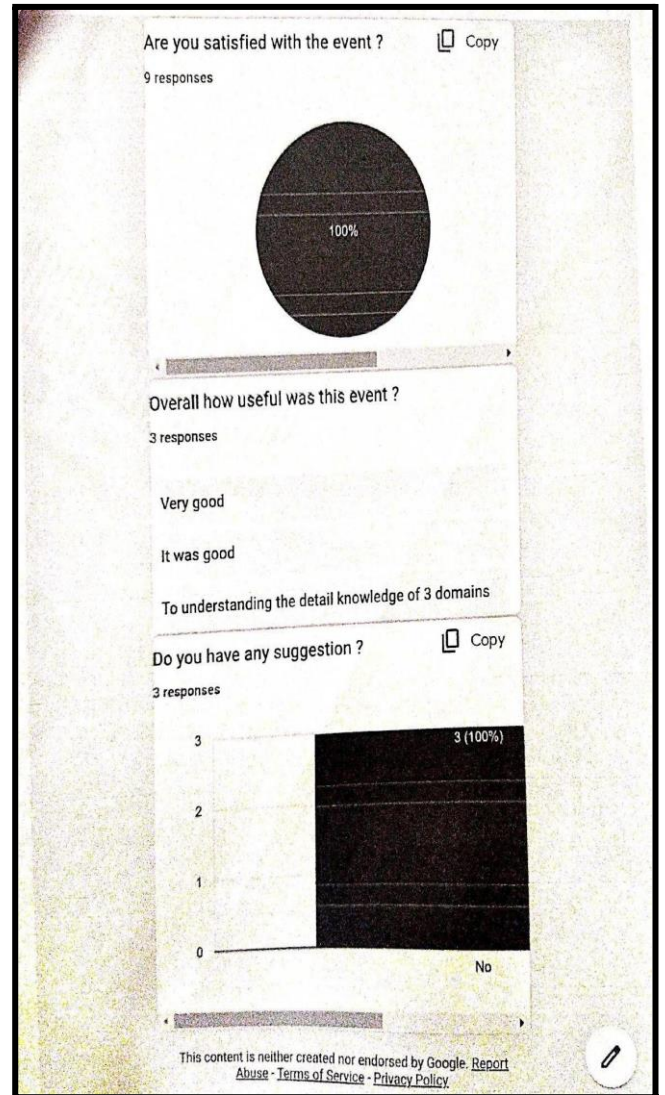 Are you satisfied with the event ?
Copy
9 responses
100%
Overall how useful was this event ?
3 responses
Very good
It was good
To understanding the detail knowledge of 3 domains
Do you have any suggestion ?
Copy
3 responses
3
3 (100%)
2
1
0
No
This content is neither created nor endorsed by Google. Report
Abuse - Terms of Service - Privacy Policy